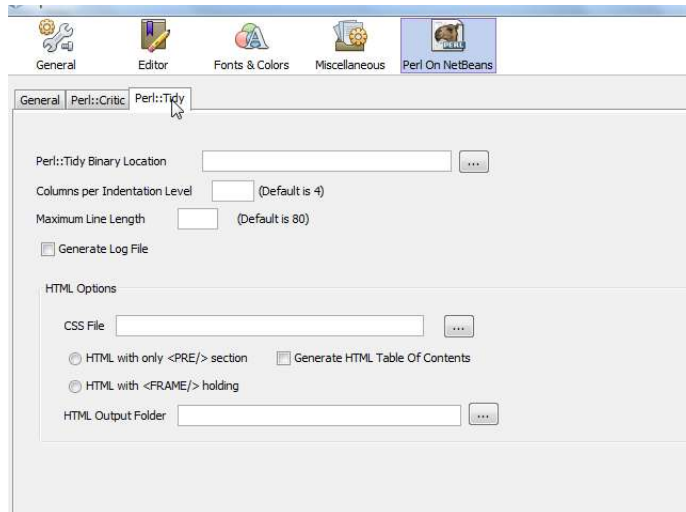 General Editor Fonts & Colors Miscellaneous Perl On NetBeans
PERL
General Perl::Critic Perl::Tidy
Perl::Tidy Binary Location ...
Columns per Indentation Level (Default is 4)
Maximum Line Length (Default is 80)
Generate Log File
HTML Options
CSS File ...
HTML with only <PRE/> section Generate HTML Table Of Contents
HTML with <FRAME/> holding
HTML Output Folder ...